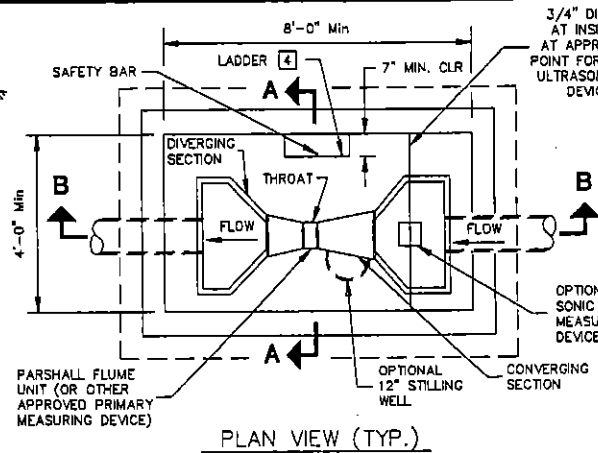 8'-0" Min
3/4" DI
AT INSI
AT APPR
POINT FOR
ULTRASO
DEVIC
LADDER 4
7" MIN. CLR
SAFETY BAR
A
DIVERGING
SECTION
THROAT
B
B
4'-0" Min
FLOW
FLOW
OPTION
SONIC
MEASU
DEVICE
A
PARSHALL FLUME
UNIT (OR OTHER
APPROVED PRIMARY
MEASURING DEVICE)
OPTIONAL
12" STILLING
WELL
CONVERGING
SECTION
PLAN VIEW (TYP.)